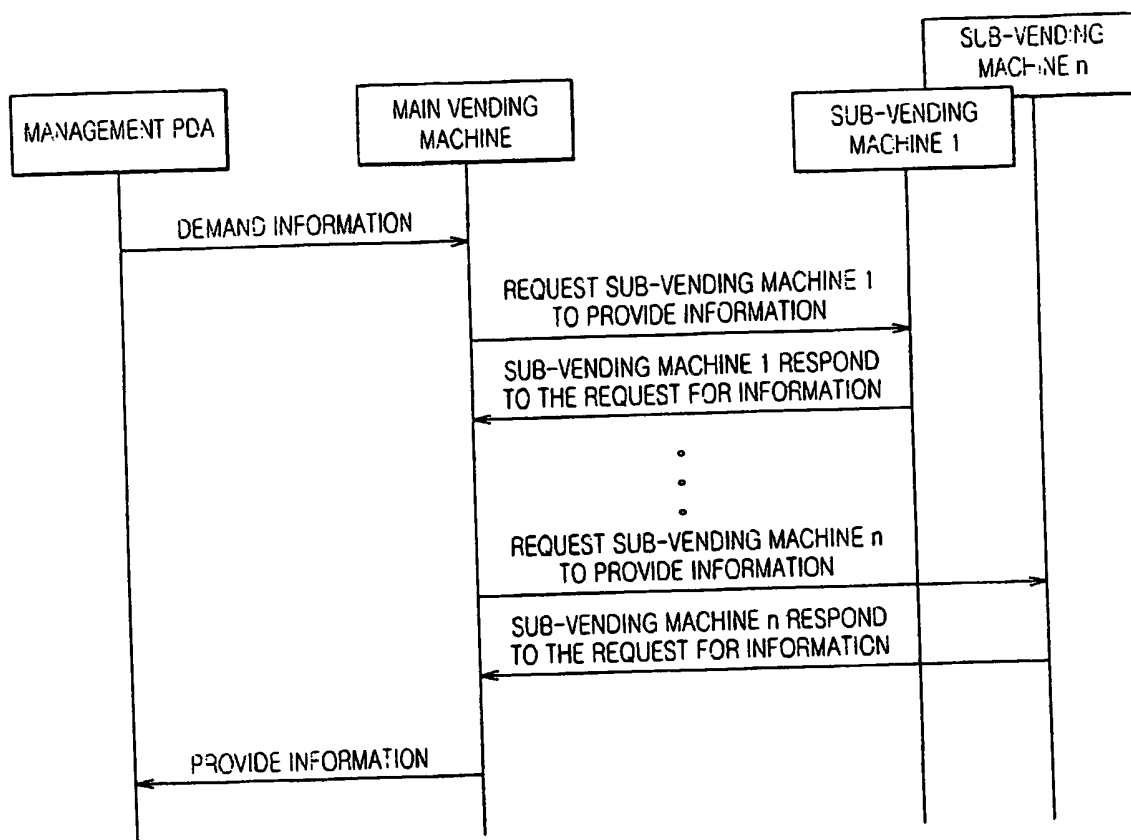 SUB-VENDING
MACHINE n
MANAGEMENT PDA
MAIN VENDING
MACHINE
SUB-VENDING
MACHINE 1
DEMAND INFORMATION
REQUEST SUB-VENDING MACHINE 1
TO PROVIDE INFORMATION
SUB-VENDING MACHINE 1 RESPOND
TO THE REQUEST FOR INFORMATION
REQUEST SUB-VENDING MACHINE n
TO PROVIDE INFORMATION
SUB-VENDING MACHINE n RESPOND
TO THE REQUEST FOR INFORMATION
PROVIDE INFORMATION